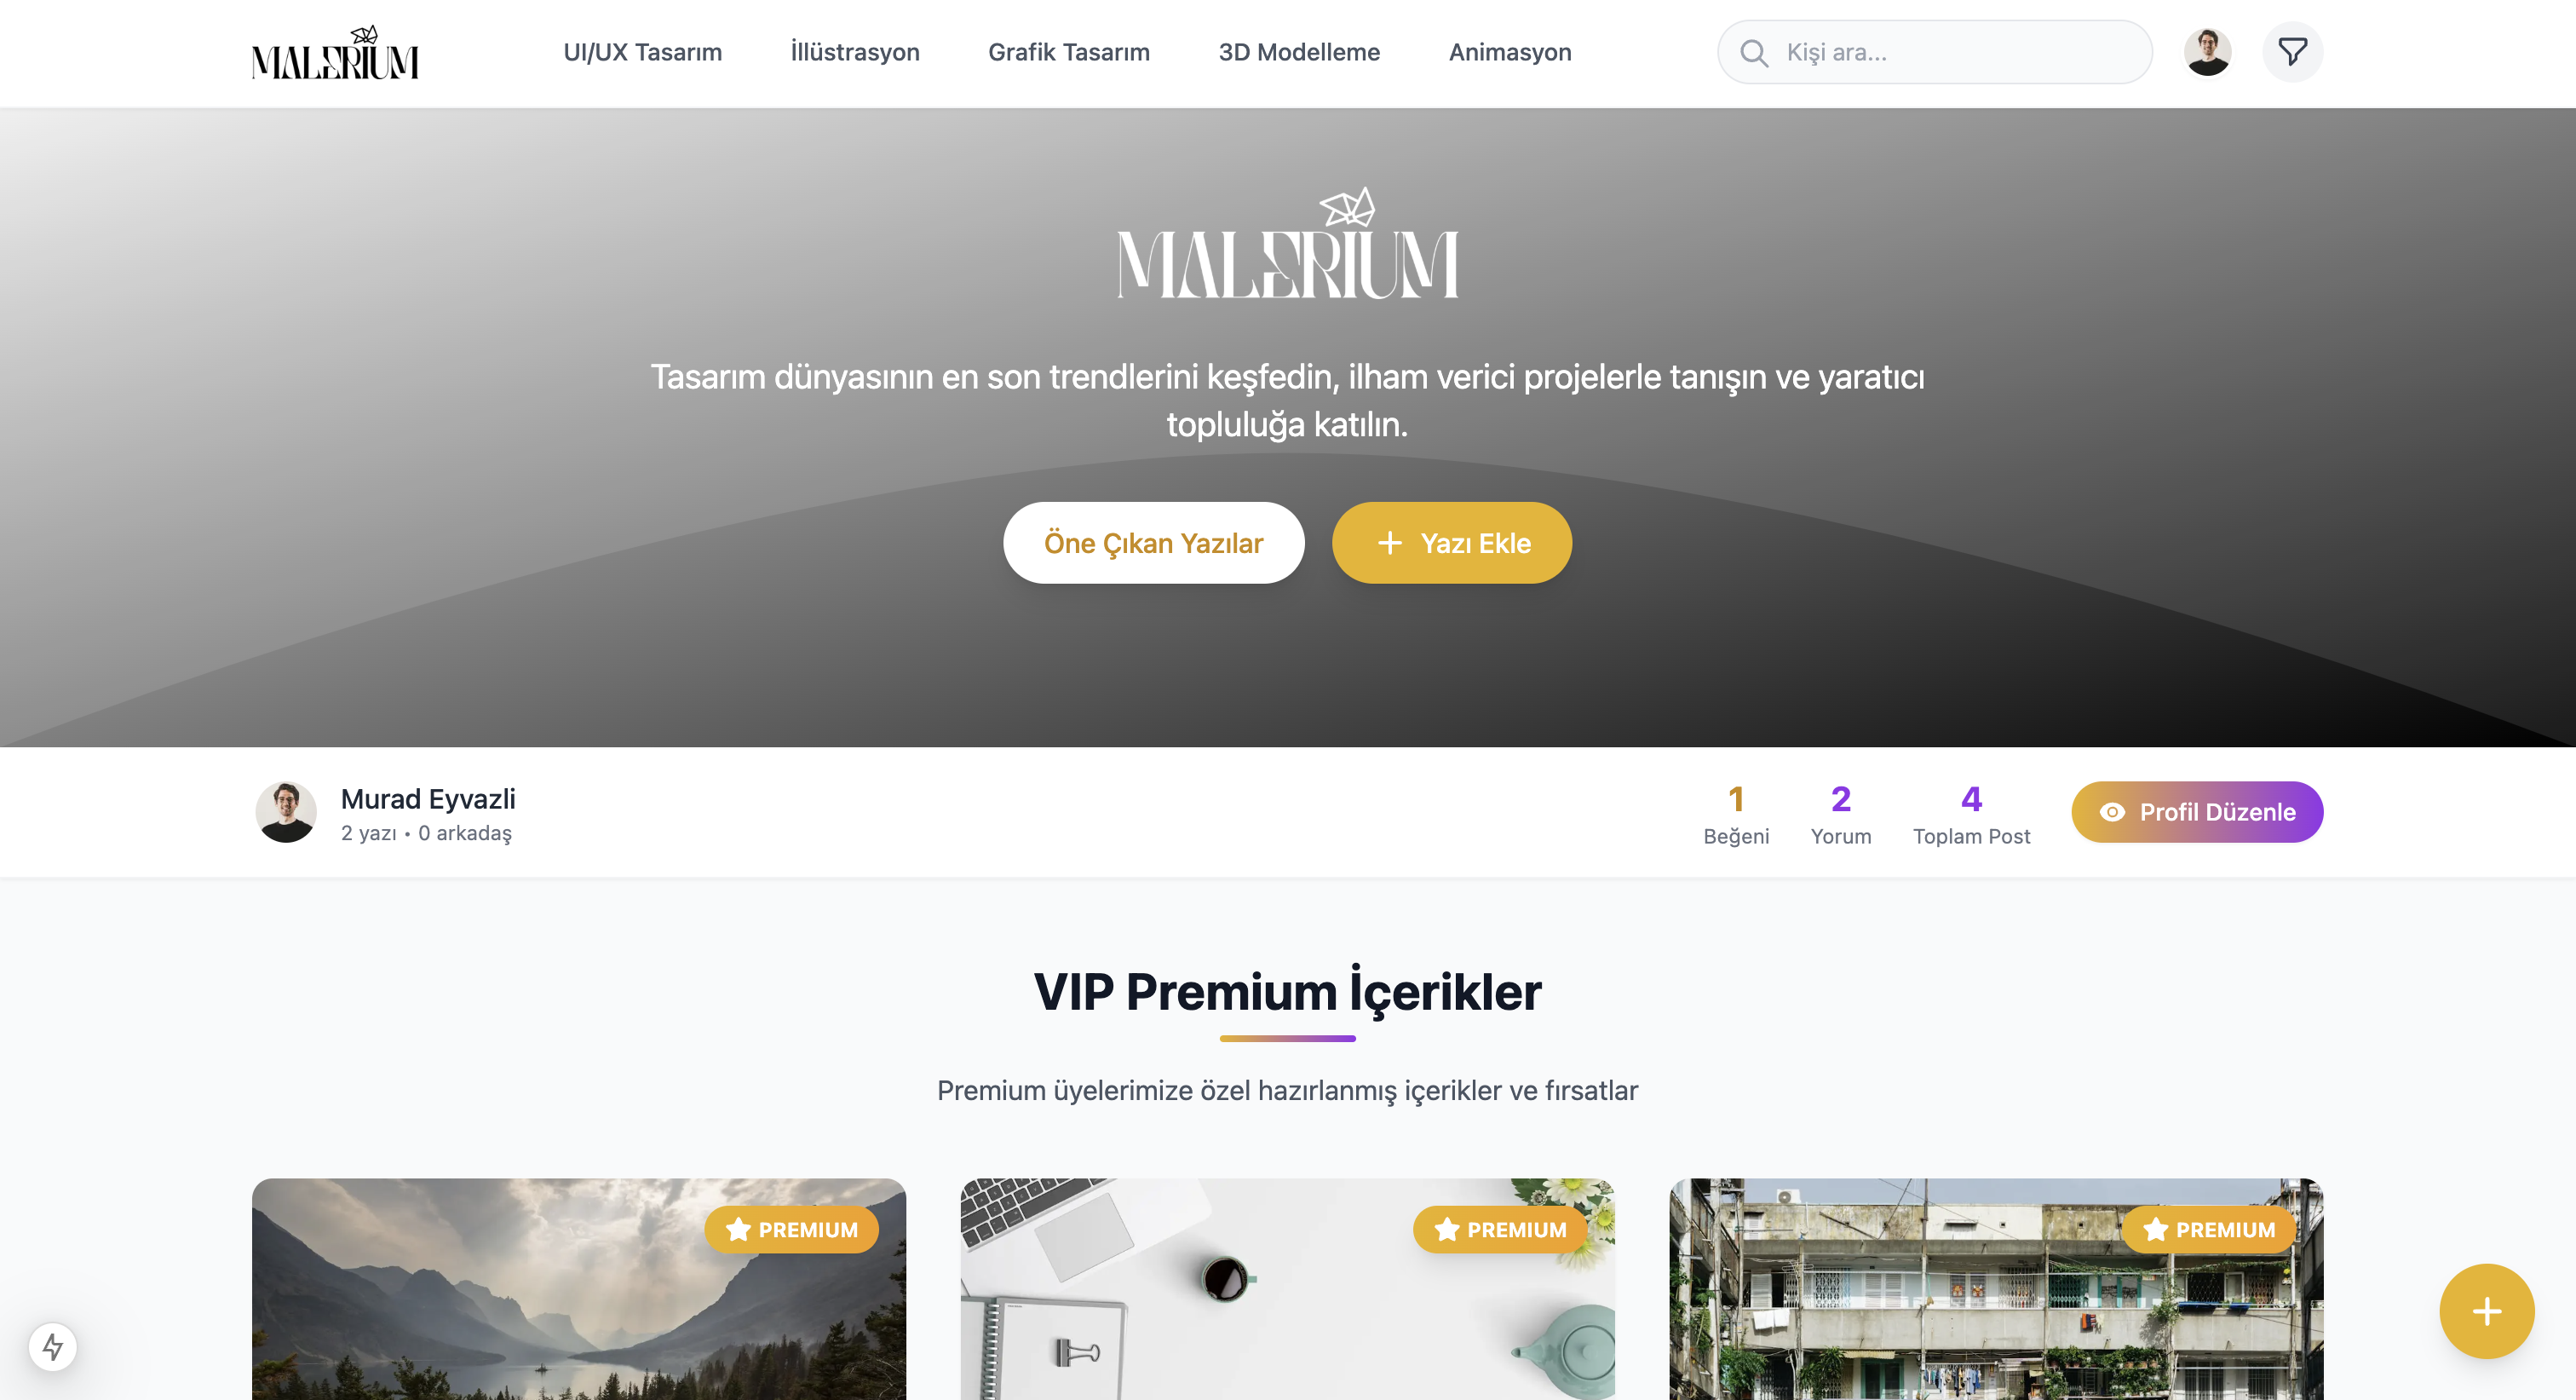 MALERIUM
UI/UX Tasarım
İllüstrasyon
Grafik Tasarım
3D Modelleme
Animasyon
Kişi ara...
MALERIUM
Tasarım dünyasının en son trendlerini keşfedin, ilham verici projelerle tanışın ve yaratıcı
topluluğa katılın.
Öne Çıkan Yazılar
+ Yazı Ekle
Murad Eyvazli
2 yazı • 0 arkadaş
1
Beğeni
2
Yorum
4
Toplam Post
Profil Düzenle
VIP Premium İçerikler
Premium üyelerimize özel hazırlanmış içerikler ve fırsatlar
PREMIUM
PREMIUM
PREMIUM
+